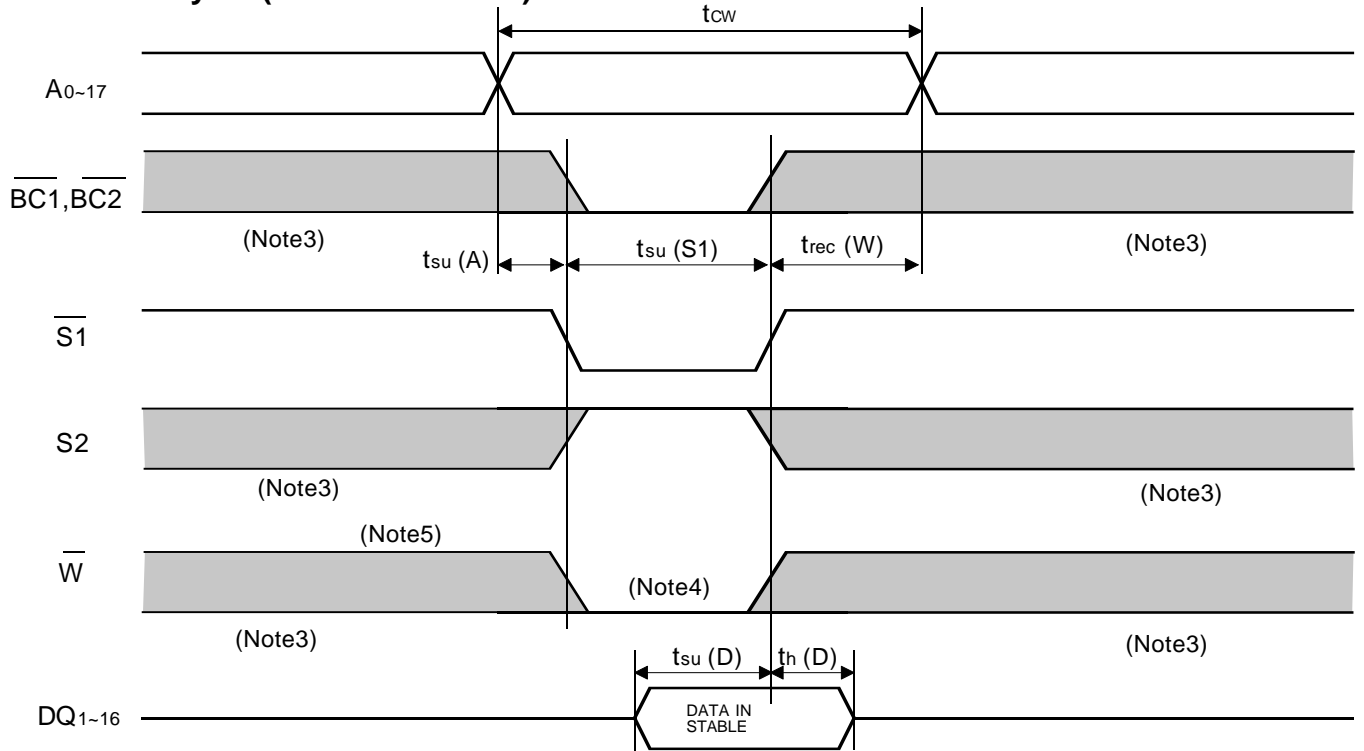 tCW
A0~17
BC1,BC2
(Note3)
(Note3)
tsu (A)
tsu (S1)
trec (W)
S1
S2
(Note3)
(Note3)
(Note5)
W
(Note4)
(Note3)
(Note3)
tsu (D)
th (D)
DQ1~16
DATA IN
STABLE